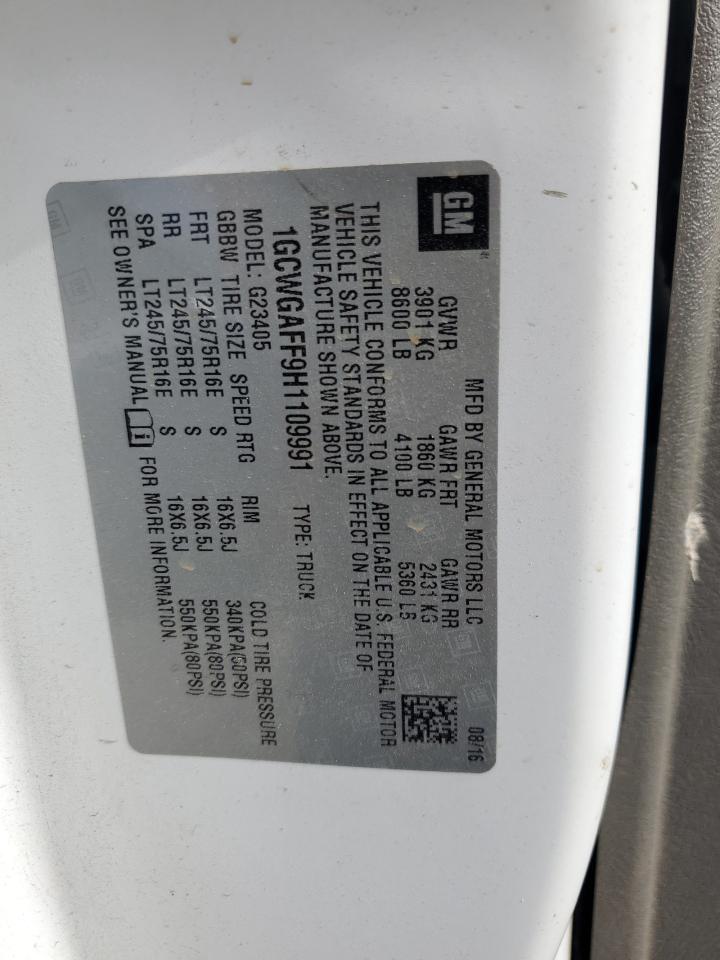 GM
MFD BY GENERAL MOTORS LLC 08/16
GVWR GAWR FRT GAWR RR
3901 KG 1860 KG 2431 KG
8600 LB 4100 LB 5360 LB
THIS VEHICLE CONFORMS TO ALL APPLICABLE U.S. FEDERAL MOTOR
VEHICLE SAFETY STANDARDS IN EFFECT ON THE DATE OF
MANUFACTURE SHOWN ABOVE.
1GCWGAFF9H1109991 TYPE: TRUCK
MODEL: G23405
GBBW TIRE SIZE SPEED RTG RIM COLD TIRE PRESSURE
FRT LT245/75R16E S 16X6.5J 340KPA(50PSI)
RR LT245/75R16E S 16X6.5J 550KPA(80PSI)
SPA LT245/75R16E S 16X6.5J 550KPA(80PSI)
SEE OWNER'S MANUAL FOR MORE INFORMATION.